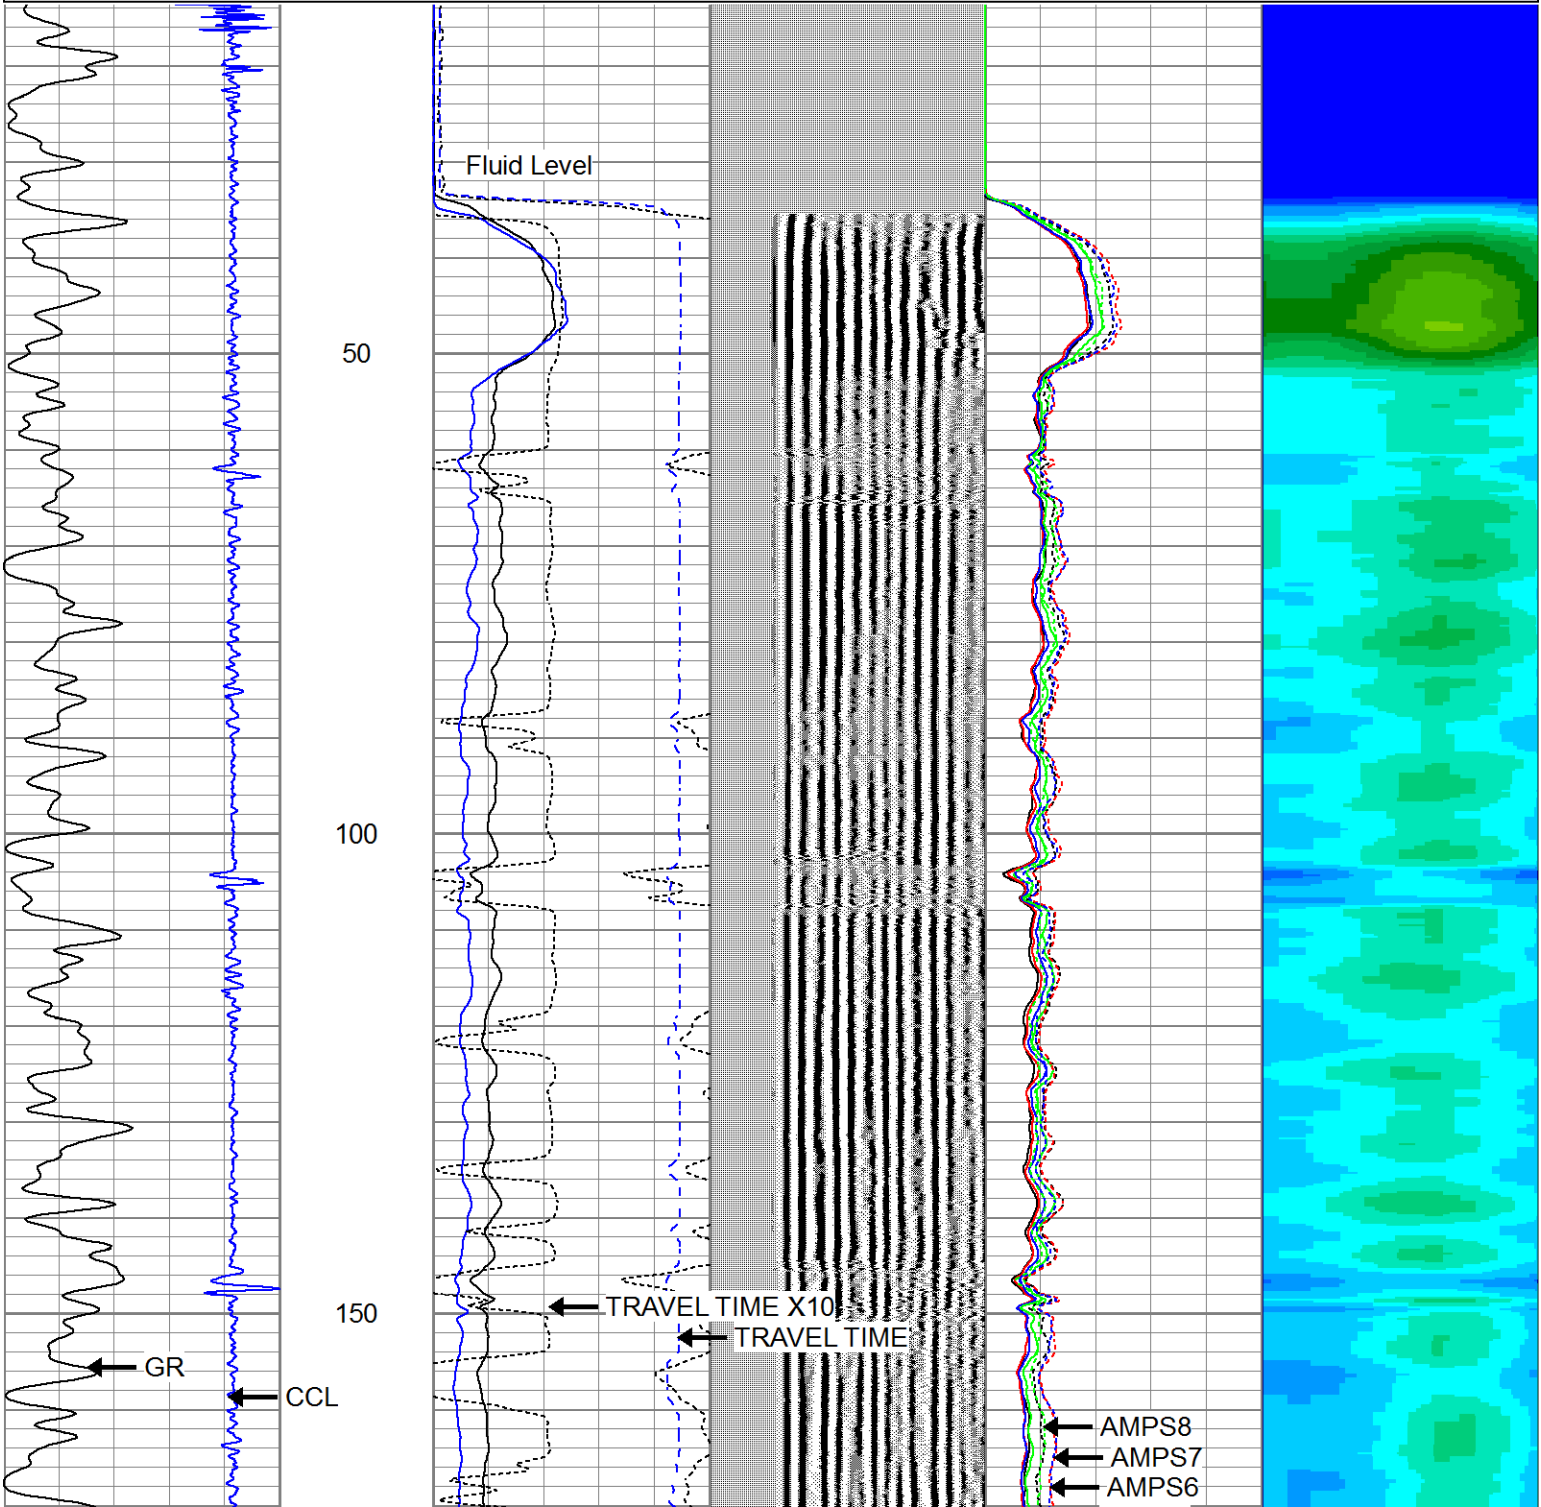 Fluid Level
50
100
150
TRAVEL TIME X10
TRAVEL TIME
GR
CCL
AMPS8
AMPS7
AMPS6